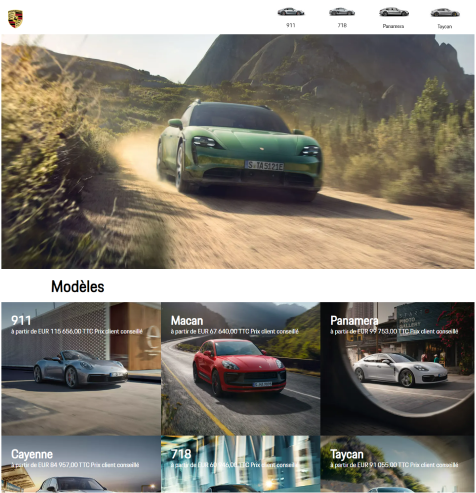 911
718
Panamera
Taycan
Modèles
911
à partir de EUR 115 656,00 TTC Prix client conseillé
Macan
à partir de EUR 67 640,00 TTC Prix client conseillé
Panamera
à partir de EUR 99 753,00 TTC Prix client conseillé
PHOTO
GALLERY
Cayenne
à partir de EUR 84 957,00 TTC Prix client conseillé
718
à partir de EUR TTC Prix client conseillé
Taycan
à partir de EUR 91 055,00 TTC Prix client conseillé